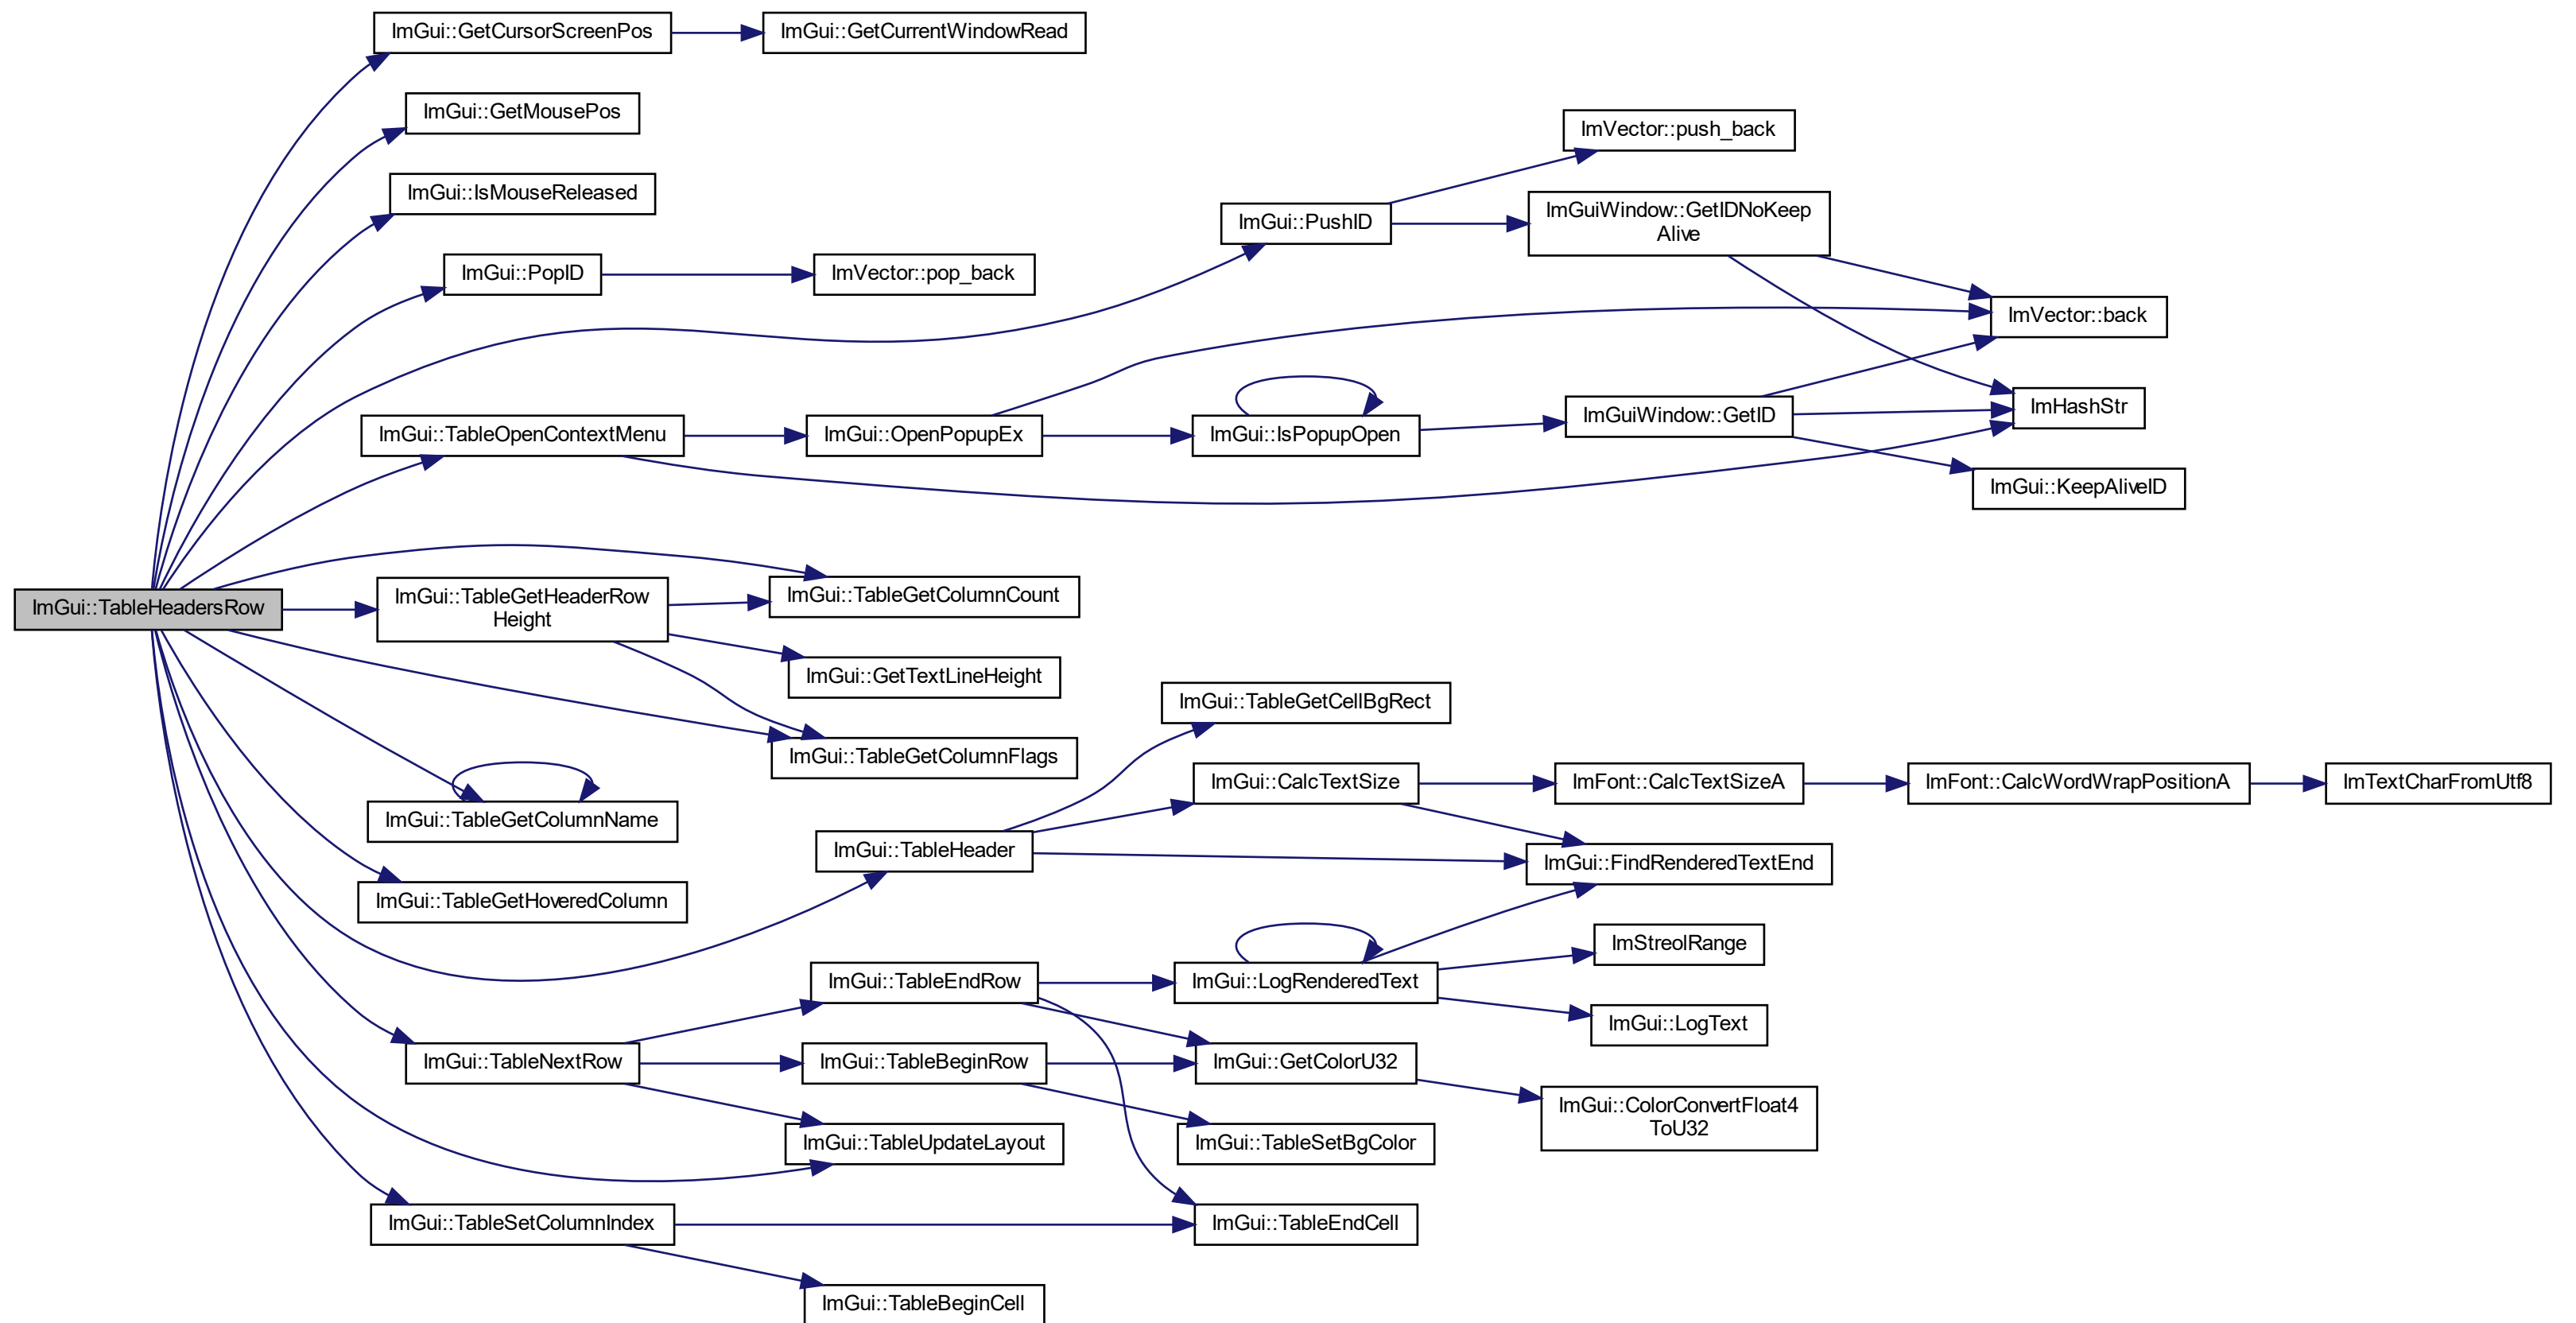 ImGui::GetCursorScreenPos
ImGui::GetCurrentWindowRead
ImGui::GetMousePos
ImVector::push_back
ImGui::IsMouseReleased
ImGui::PushID
ImGuiWindow::GetIDNoKeep
Alive
ImGui::PopID
ImVector::pop_back
ImVector::back
ImGui::TableOpenContextMenu
ImGui::OpenPopupEx
ImGui::IsPopupOpen
ImGuiWindow::GetID
ImHashStr
ImGui::KeepAliveID
ImGui::TableHeadersRow
ImGui::TableGetHeaderRow
Height
ImGui::TableGetColumnCount
ImGui::GetTextLineHeight
ImGui::TableGetCellBgRect
ImGui::TableGetColumnFlags
ImGui::CalcTextSize
ImFont::CalcTextSizeA
ImFont::CalcWordWrapPositionA
ImTextCharFromUtf8
ImGui::TableGetColumnName
ImGui::TableHeader
ImGui::FindRenderedTextEnd
ImGui::TableGetHoveredColumn
ImStreolRange
ImGui::TableEndRow
ImGui::LogRenderedText
ImGui::LogText
ImGui::TableNextRow
ImGui::TableBeginRow
ImGui::GetColorU32
ImGui::ColorConvertFloat4
ToU32
ImGui::TableUpdateLayout
ImGui::TableSetBgColor
ImGui::TableSetColumnIndex
ImGui::TableEndCell
ImGui::TableBeginCell